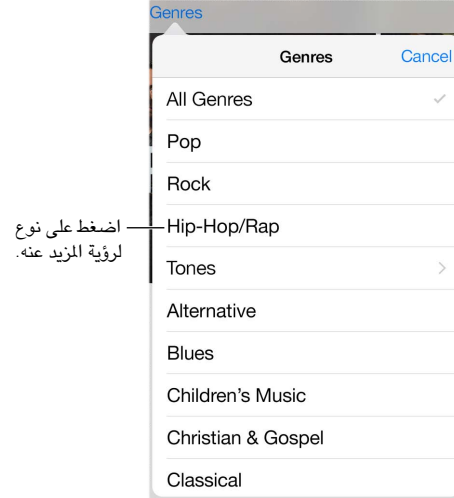 Genres
Genres Cancel
All Genres
Pop
Rock
Hip-Hop/Rap
اضغط على نوع
لرؤية المزيد عنه.
Tones
Alternative
Blues
Children’s Music
Christian & Gospel
Classical